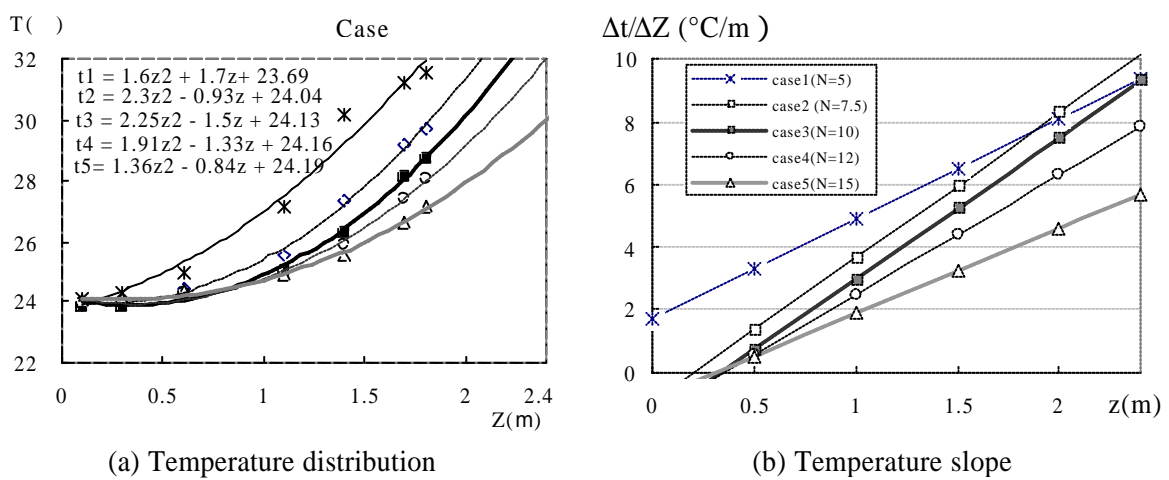 T( )
Case
32
30
28
26
24
22
t1 = 1.6z2 + 1.7z+ 23.69
t2 = 2.3z2 - 0.93z + 24.04
t3 = 2.25z2 - 1.5z + 24.13
t4 = 1.91z2 - 1.33z + 24.16
t5= 1.36z2 - 0.84z + 24.19
0 0.5 1 1.5 2 2.4
Z(m)
(a) Temperature distribution
Δt/ΔZ (°C/m )
10
8
6
4
2
0
case1(N=5)
case2 (N=7.5)
case3(N=10)
case4(N=12)
case5(N=15)
0 0.5 1 1.5 2 z(m)
(b) Temperature slope